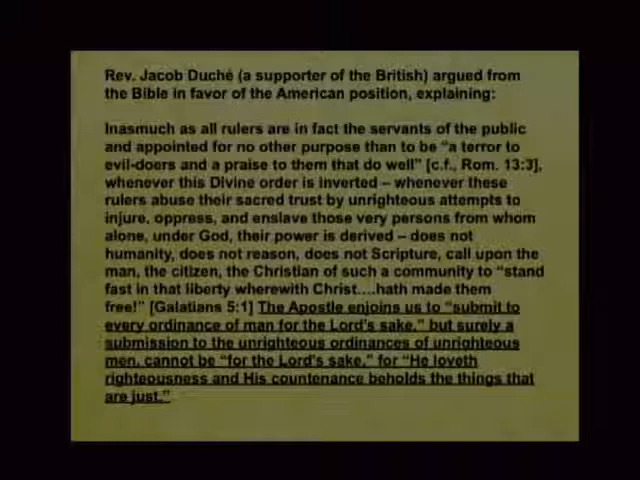 Rev. Jacob Duché (a supporter of the British) argued from
the Bible in favor of the American position, explaining:
Inasmuch as all rulers are in fact the servants of the public
and appointed for no other purpose than to be “a terror to
evil-doers and a praise to them that do well” [c.f., Rom. 13:3],
whenever this Divine order is inverted – whenever these
rulers abuse their sacred trust by unrighteous attempts to
injure, oppress, and enslave those very persons from whom
alone, under God, their power is derived – does not
humanity, does not reason, does not Scripture, call upon the
man, the citizen, the Christian of such a community to “stand
fast in that liberty wherewith Christ….hath made them
free!” [Galatians 5:1] The Apostle enjoins us to “submit to
every ordinance of man for the Lord’s sake,” but surely a
submission to the unrighteous ordinances of unrighteous
men, cannot be “for the Lord’s sake,” for “He loveth
righteousness and His countenance beholds the things that
are just.”